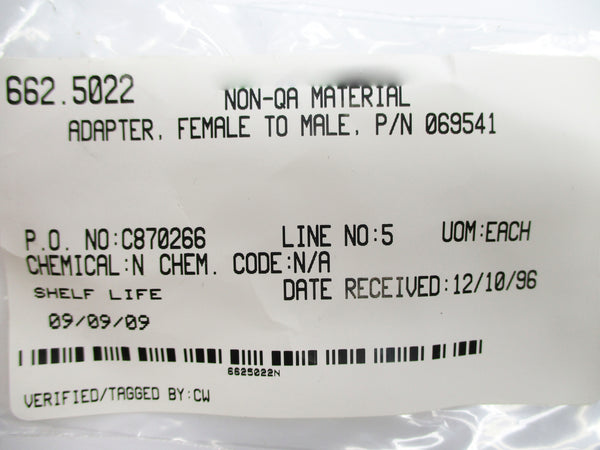 662.5022 NON-QA MATERIAL
ADAPTER, FEMALE TO MALE, P/N 069541
P.O. NO:C870266 LINE NO:5 UOM:EACH
CHEMICAL:N CHEM. CODE:N/A
SHELF LIFE DATE RECEIVED:12/10/96
09/09/09
6625022N
VERIFIED/TAGGED BY:CW